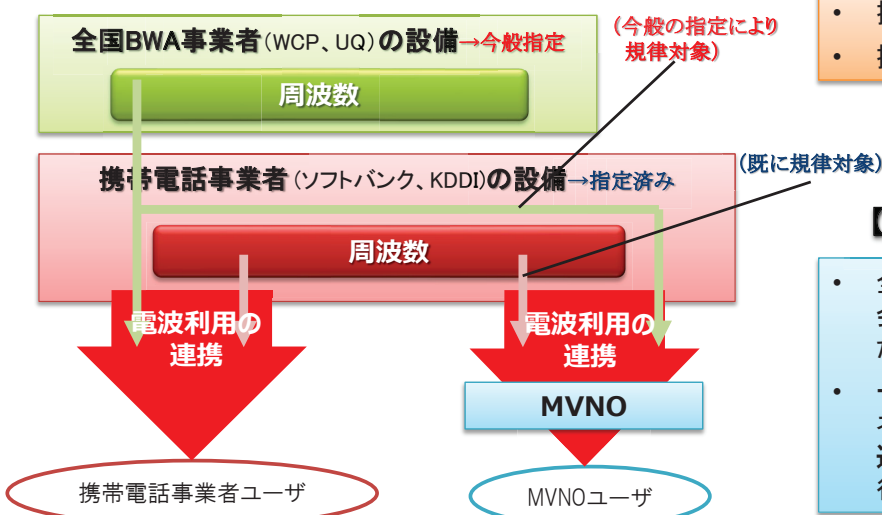 全国BWA事業者(WCP、UQ)の設備→今般指定
周波数
(今般の指定により
規律対象)
携帯電話事業者(ソフトバンク、KDDI)の設備→指定済み
(既に規律対象)
周波数
電波利用の
連携
電波利用の
連携
MVNO
携帯電話事業者ユーザ
MVNOユーザ